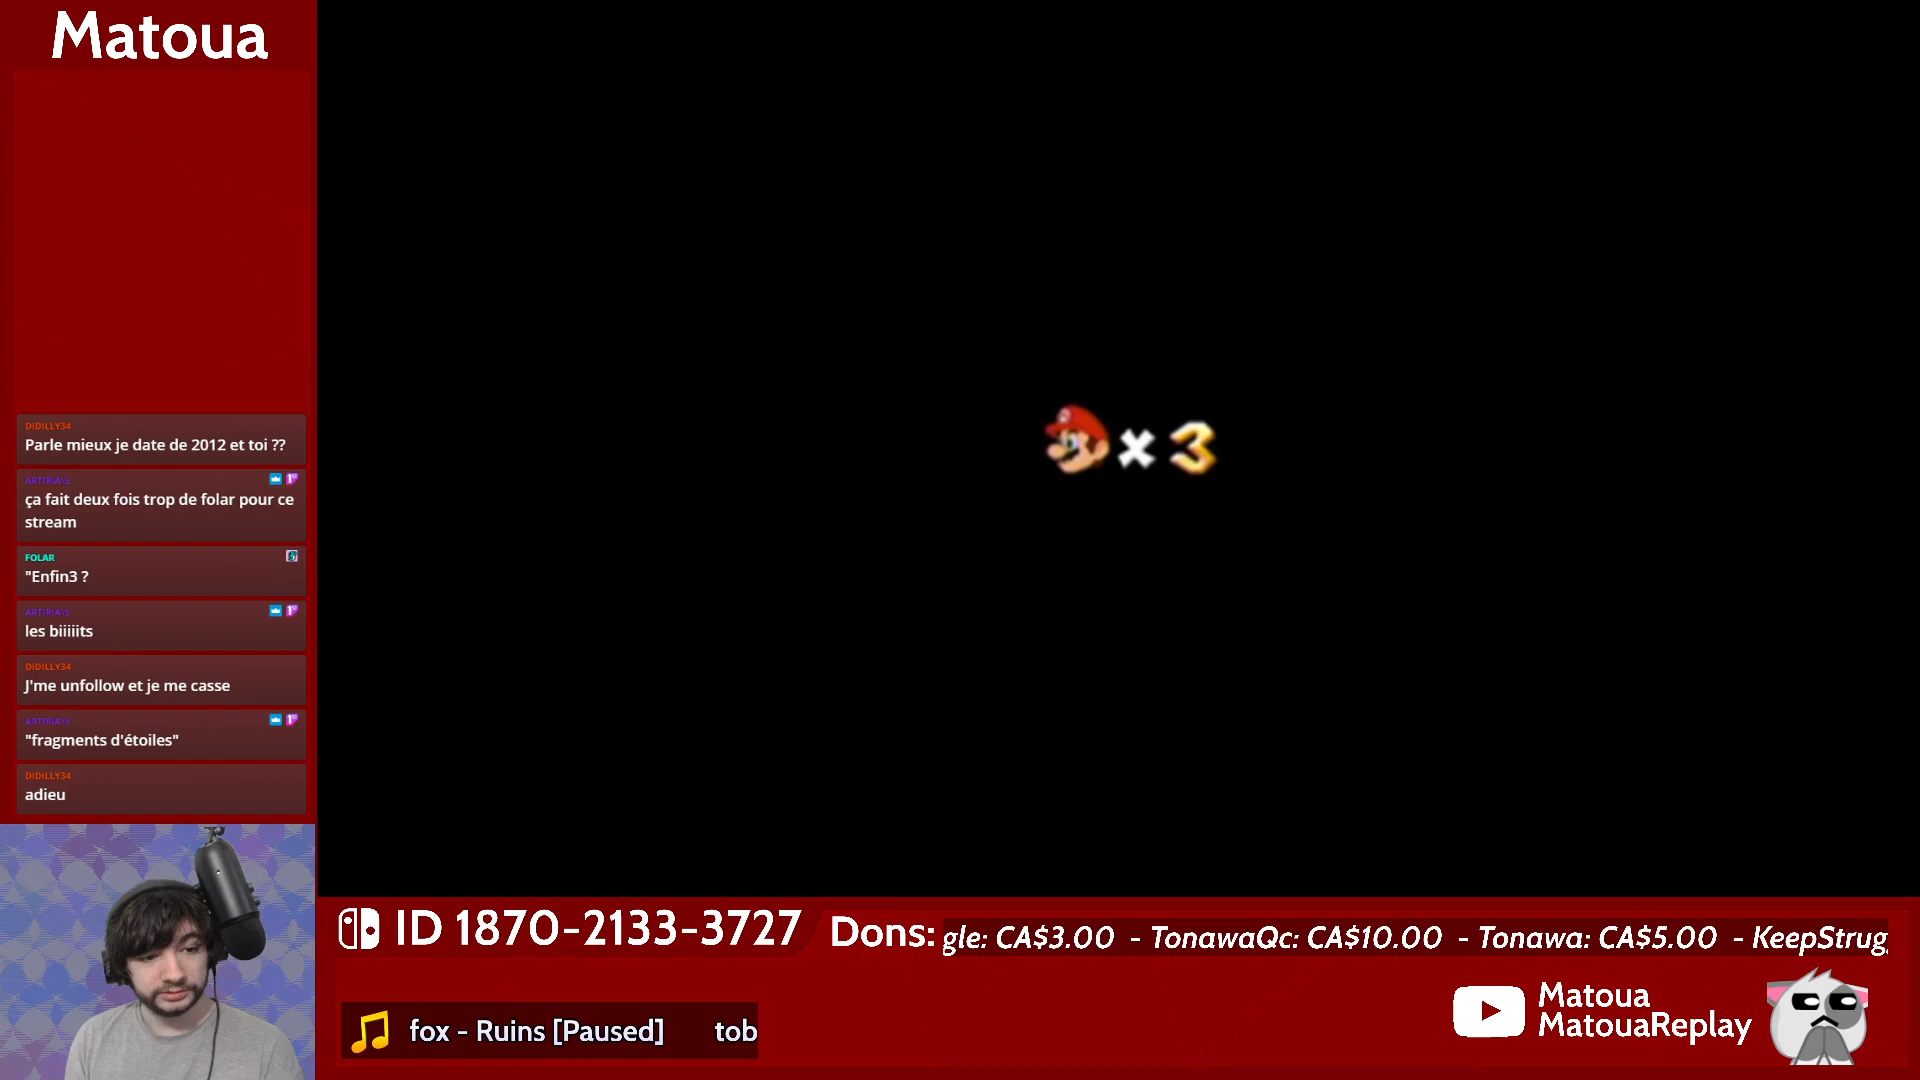 Matoua
DIDILLY34
Parle mieux je date de 2012 et toi ??
ARTIRIA\S
ça fait deux fois trop de folar pour ce
stream
FOLAR
"Enfin3 ?
ARTIRIA\S
les biiiiits
DIDILLY34
J'me unfollow et je me casse
ARTIRIA\S
"fragments d'étoiles"
DIDILLY34
adieu
× 3
ID 1870-2133-3727
Dons: gle: CA$3.00 - TonawaQc: CA$10.00 - Tonawa: CA$5.00 - KeepStrug
fox - Ruins [Paused] tob
Matoua
MatouaReplay